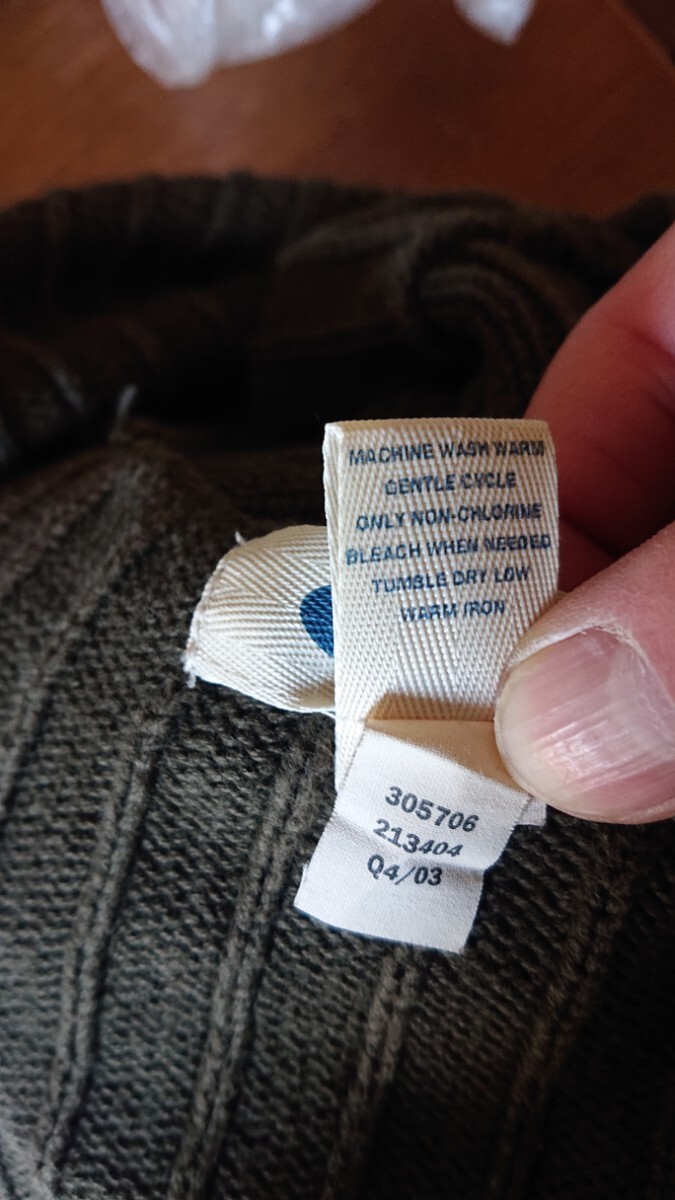 MACHINE WASH WARM
GENTLE CYCLE
ONLY NON-CHLORINE
BLEACH WHEN NEEDED
TUMBLE DRY LOW
WARM IRON
305706
213404
Q4/03